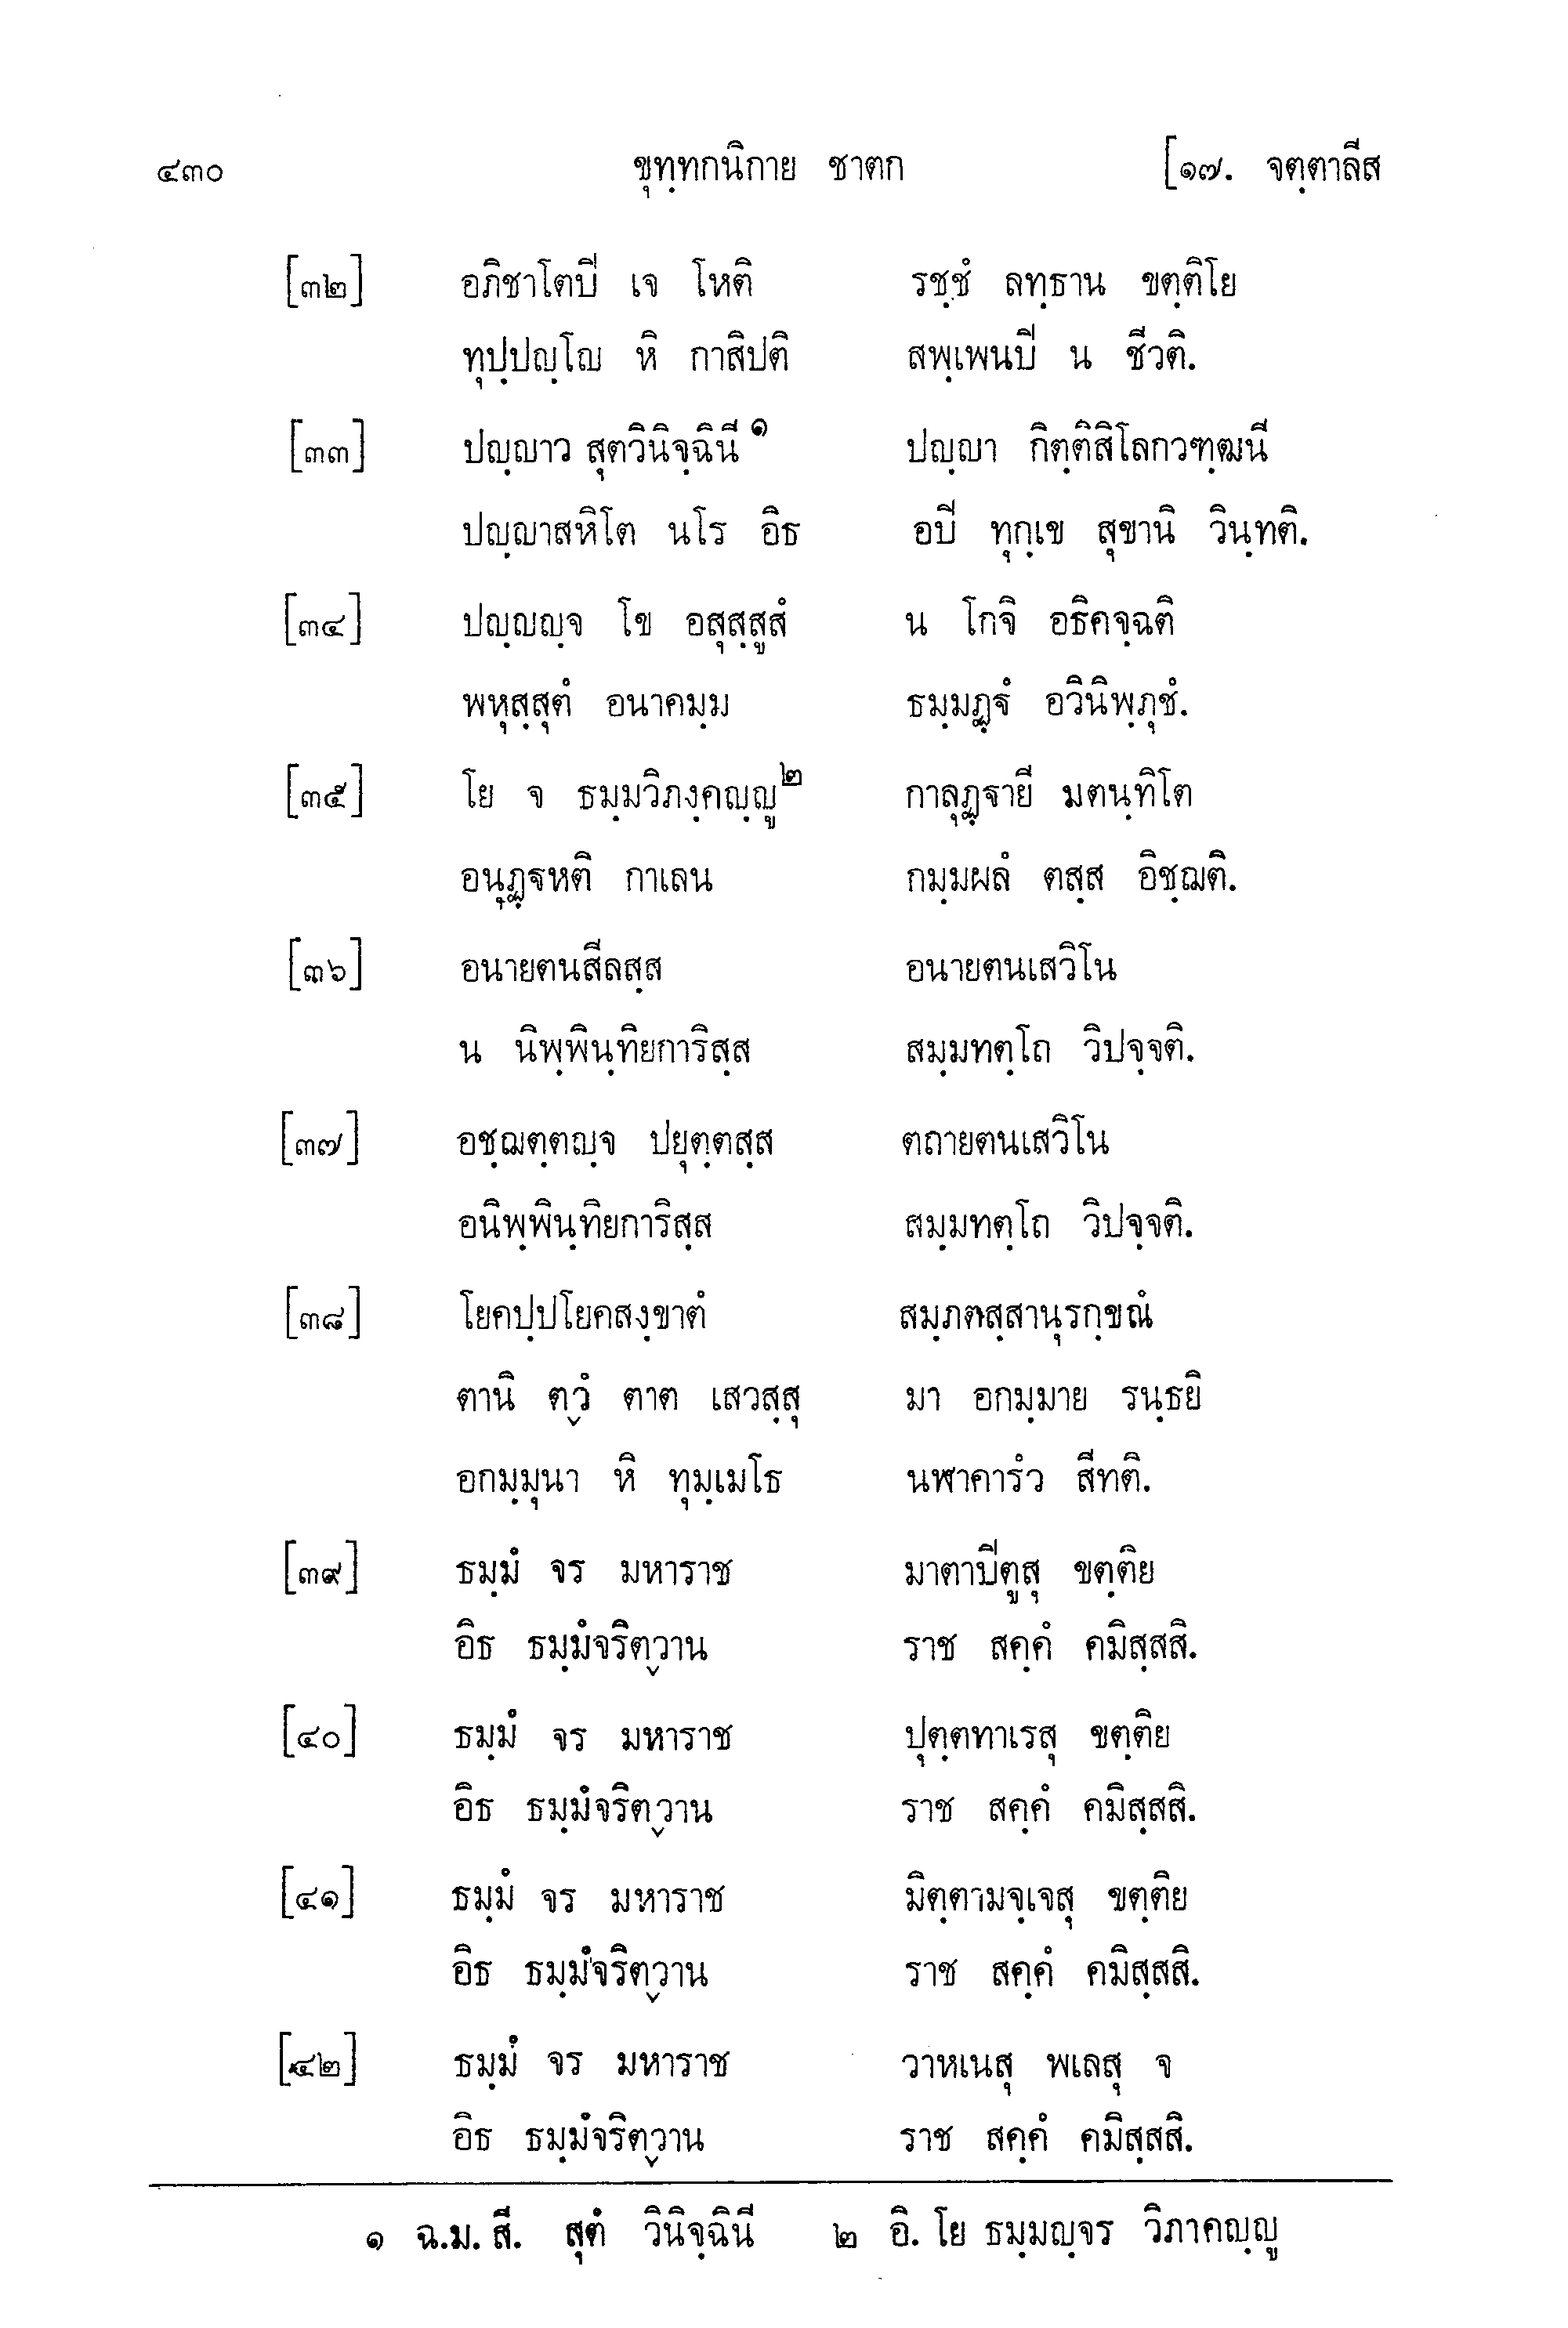 ๔๓๐ ขุทฺทกนิกาย ชาตก [๑๗. จตฺตาลีส
[๓๒] อภิชาโตบี เจ โหติ รชฺชํ ลทฺธาน ขตฺติโย
ทุปฺปญฺโญ หิ กาสิปติ สพฺเพนบี น ชีวติ.
[๓๓] ปญฺญาว สุตวินิจฺฉินี ๑ ปญฺญา กิตฺติสิโลกวฑฺฒนี
ปญฺญาสหิโต นโร อิธ อบี ทุกฺเข สุขานิ วินฺทติ.
[๓๔] ปญฺญญฺจ โข อสุสฺสูสํ น โกจิ อธิคจฺฉติ
พหุสฺสุตํ อนาคมฺม ธมฺมฏฺฐํ อวินิพฺภุชํ.
[๓๕] โย จ ธมฺมวิภงฺคญฺญู ๒ กาลุฏฺฐายี มตนฺทิโต
อนุฏฺฐหติ กาเลน กมฺมผลํ ตสฺส อิชฺฌติ.
[๓๖] อนายตนสีลสฺส อนายตนเสวิโน
น นิพฺพินฺทิยการิสฺส สมฺมทตฺโถ วิปจฺจติ.
[๓๗] อชฺฌตฺตญฺจ ปยุตฺตสฺส ตถายตนเสวิโน
อนิพฺพินฺทิยการิสฺส สมฺมทตฺโถ วิปจฺจติ.
[๓๘] โยคปฺปโยคสงฺขาตํ สมฺภตสฺสานุรกฺขณํ
ตานิ ตฺวํ ตาต เสวสฺสุ มา อกมฺมาย รนฺธยิ
อกมฺมุนา หิ ทุมฺเมโธ นฬาคารํว สีทติ.
[๓๙] ธมฺมํ จร มหาราช มาตาบีตูสุ ขตฺติย
อิธ ธมฺมํจริตฺวาน ราช สคฺคํ คมิสฺสสิ.
[๔๐] ธมฺมํ จร มหาราช ปุตฺตทาเรสุ ขตฺติย
อิธ ธมฺมํจริตฺวาน ราช สคฺคํ คมิสฺสสิ.
[๔๑] ธมฺมํ จร มหาราช มิตฺตามจฺเจสุ ขตฺติย
อิธ ธมฺมํจริตฺวาน ราช สคฺคํ คมิสฺสสิ.
[๔๒] ธมฺมํ จร มหาราช วาหเนสุ พเลสุ จ
อิธ ธมฺมํจริตฺวาน ราช สคฺคํ คมิสฺสสิ.
๑ ฉ.ม. สี. สุตํ วินิจฺฉินี ๒ อิ. โย ธมฺมญฺจร วิภาคญฺญู